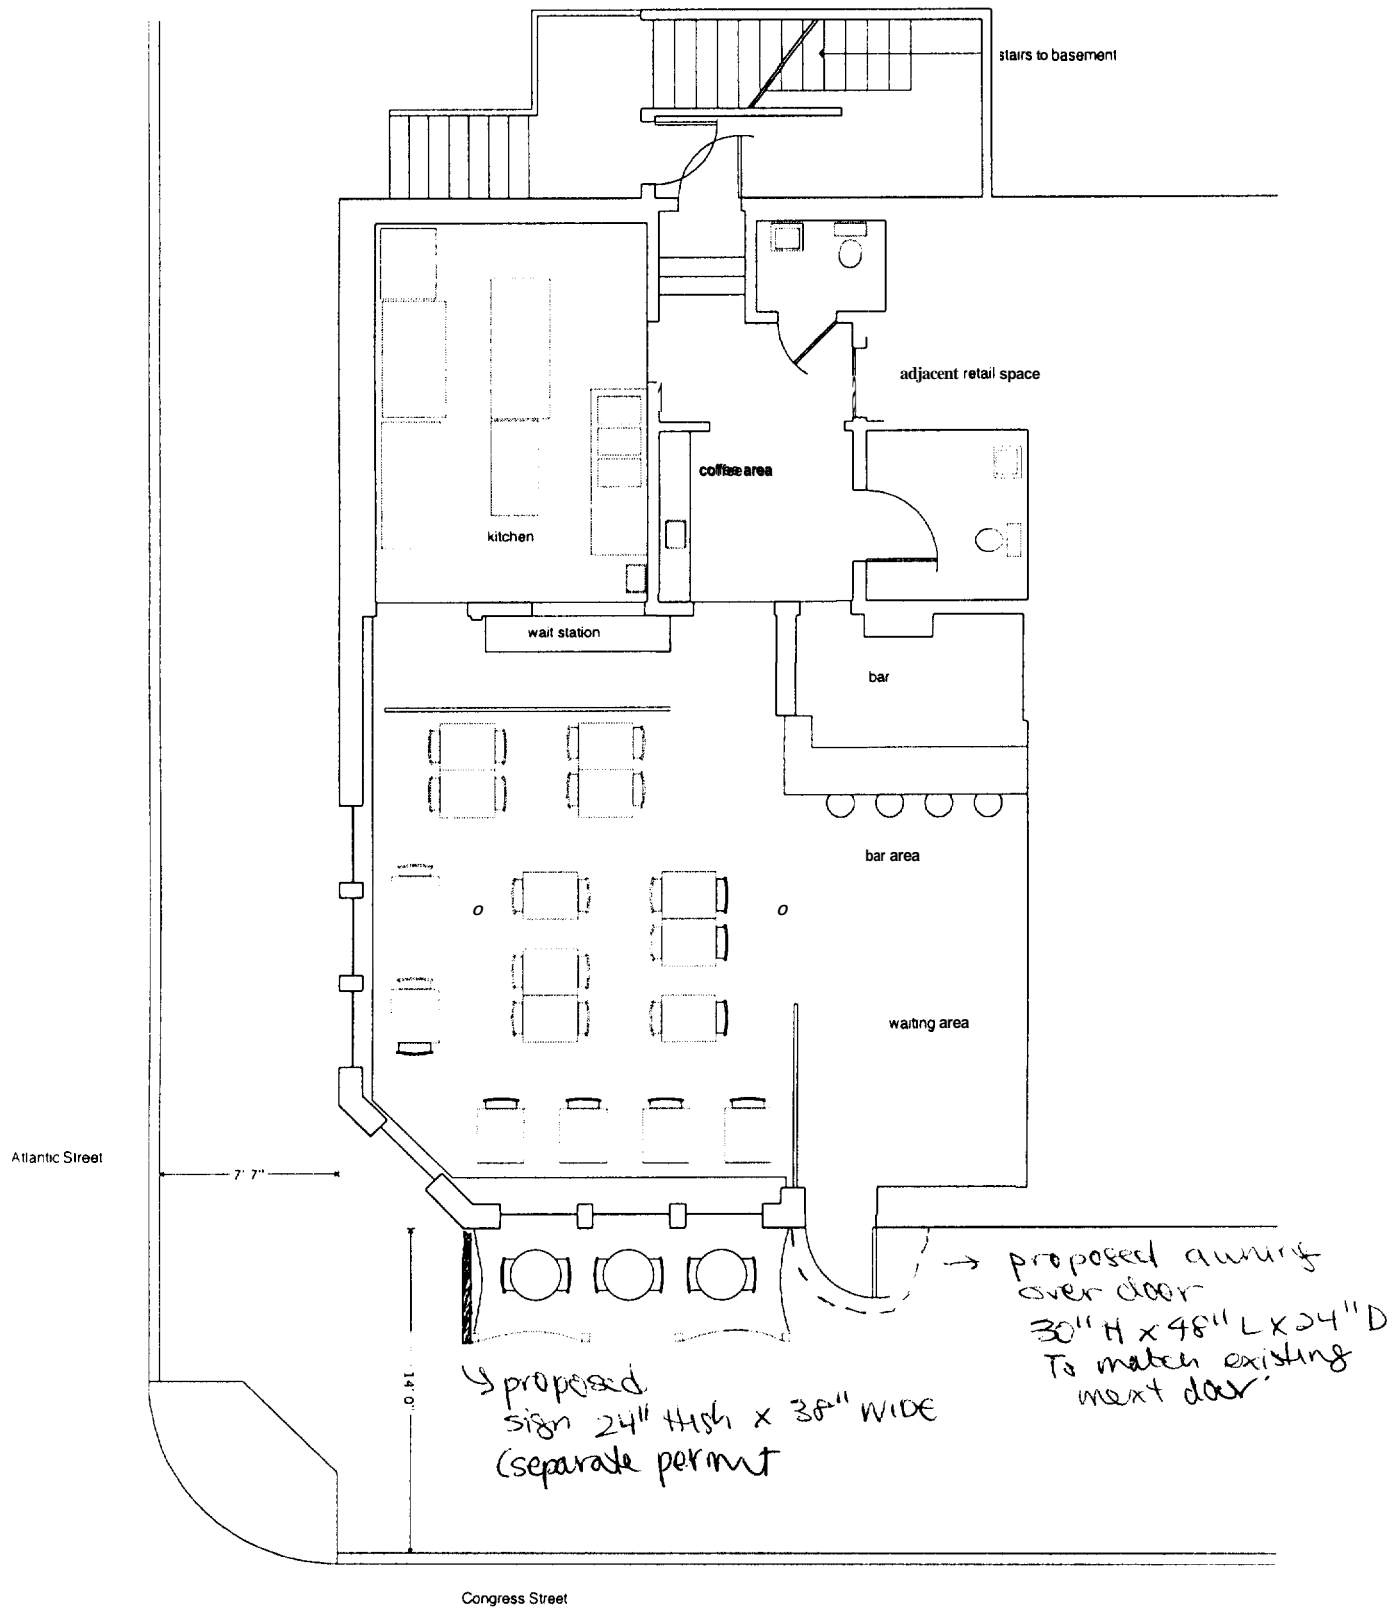 stairs to basement
adjacent retail space
coffee area
kitchen
wait station
bar
bar area
o
o
waiting area
Atlantic Street
7' 7"
14'0"
→ proposed awning
over door
30" H x 48" L x 24" D
To match existing
next door
proposed
sign 24" High x 38" WIDE
(separate permit
Congress Street